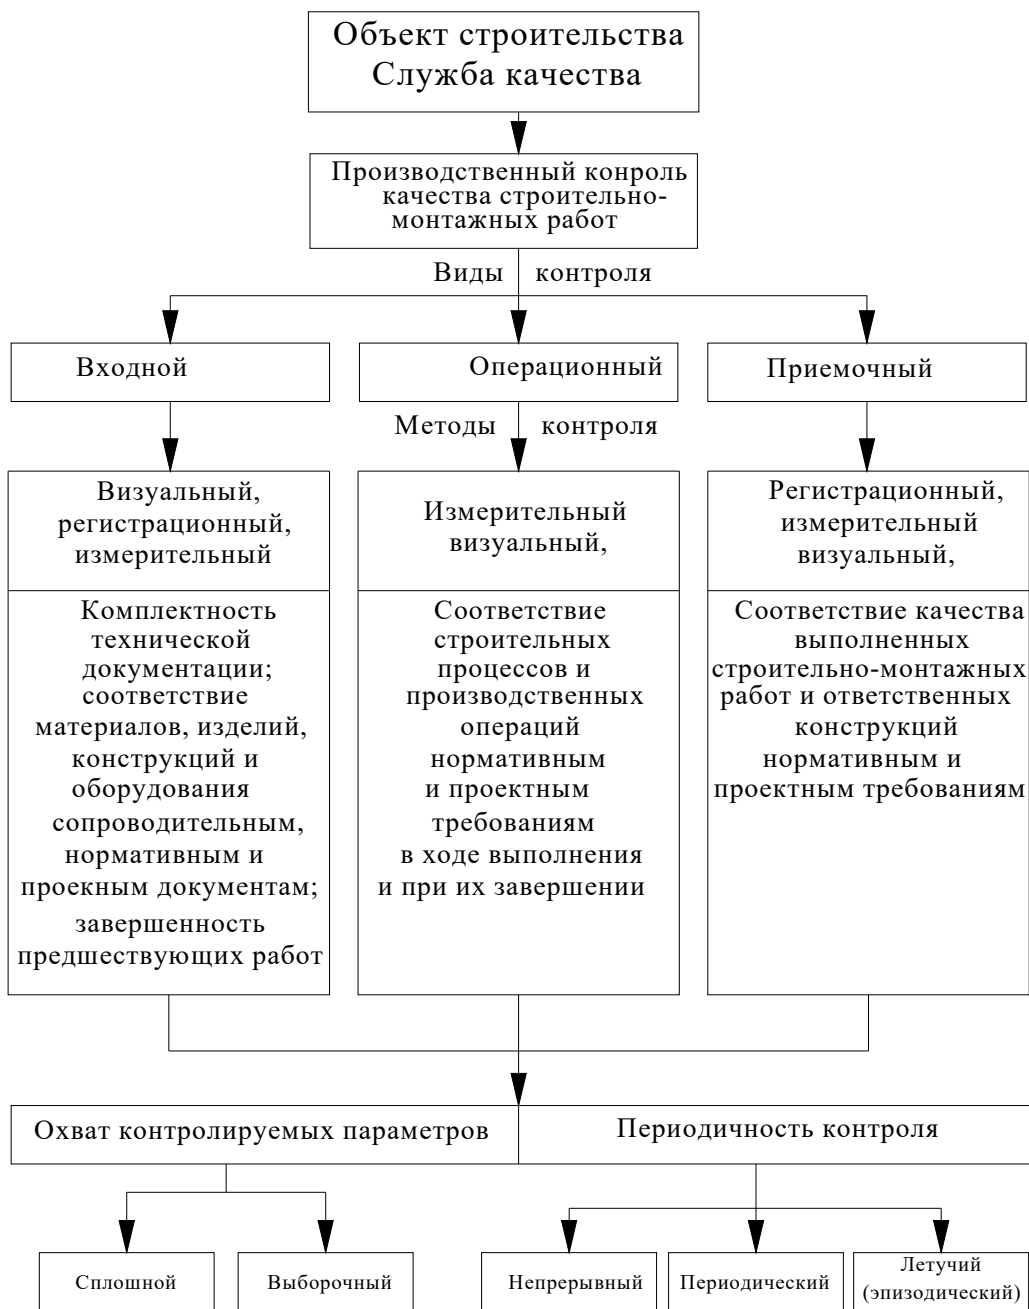 Объект строительства
Служба качества
Производственный конроль
качества строительно-
монтажных работ
Виды контроля
Входной
Операционный
Приемочный
Методы контроля
Визуальный,
регистрационный,
измерительный
Измерительный
визуальный,
Регистрационный,
измерительный
визуальный,
Комплектность
технической
документации;
соответствие
материалов, изделий,
конструкций и
оборудования
сопроводительным,
нормативным и
проекным документам;
завершенность
предшествующих работ
Соответствие
строительных
процессов и
производственных
операций
нормативным
и проектным
требованиям
в ходе выполнения
и при их завершении
Соответствие качества
выполненных
строительно-монтажных
работ и ответственных
конструкций
нормативным и
проектным требованиям
Охват контролируемых параметров
Периодичность контроля
Сплошной
Выборочный
Непрерывный
Периодический
Летучий
(эпизодический)